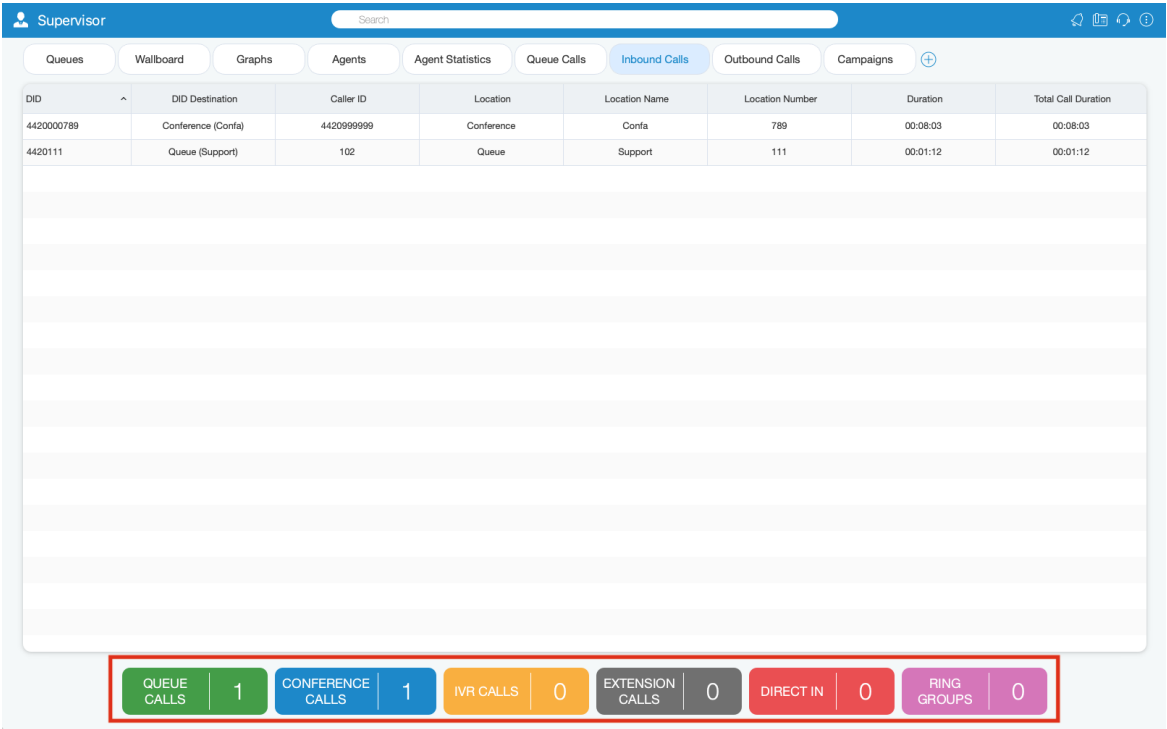 Supervisor Search
Queues Wallboard Graphs Agents Agent Statistics Queue Calls Inbound Calls Outbound Calls Campaigns
DID DID Destination Caller ID Location Location Name Location Number Duration Total Call Duration
4420000789 Conference (Confa) 4420999999 Conference Confa 789 00:08:03 00:08:03
4420111 Queue (Support) 102 Queue Support 111 00:01:12 00:01:12
QUEUE CALLS 1 CONFERENCE CALLS 1 IVR CALLS 0 EXTENSION CALLS 0 DIRECT IN 0 RING GROUPS 0